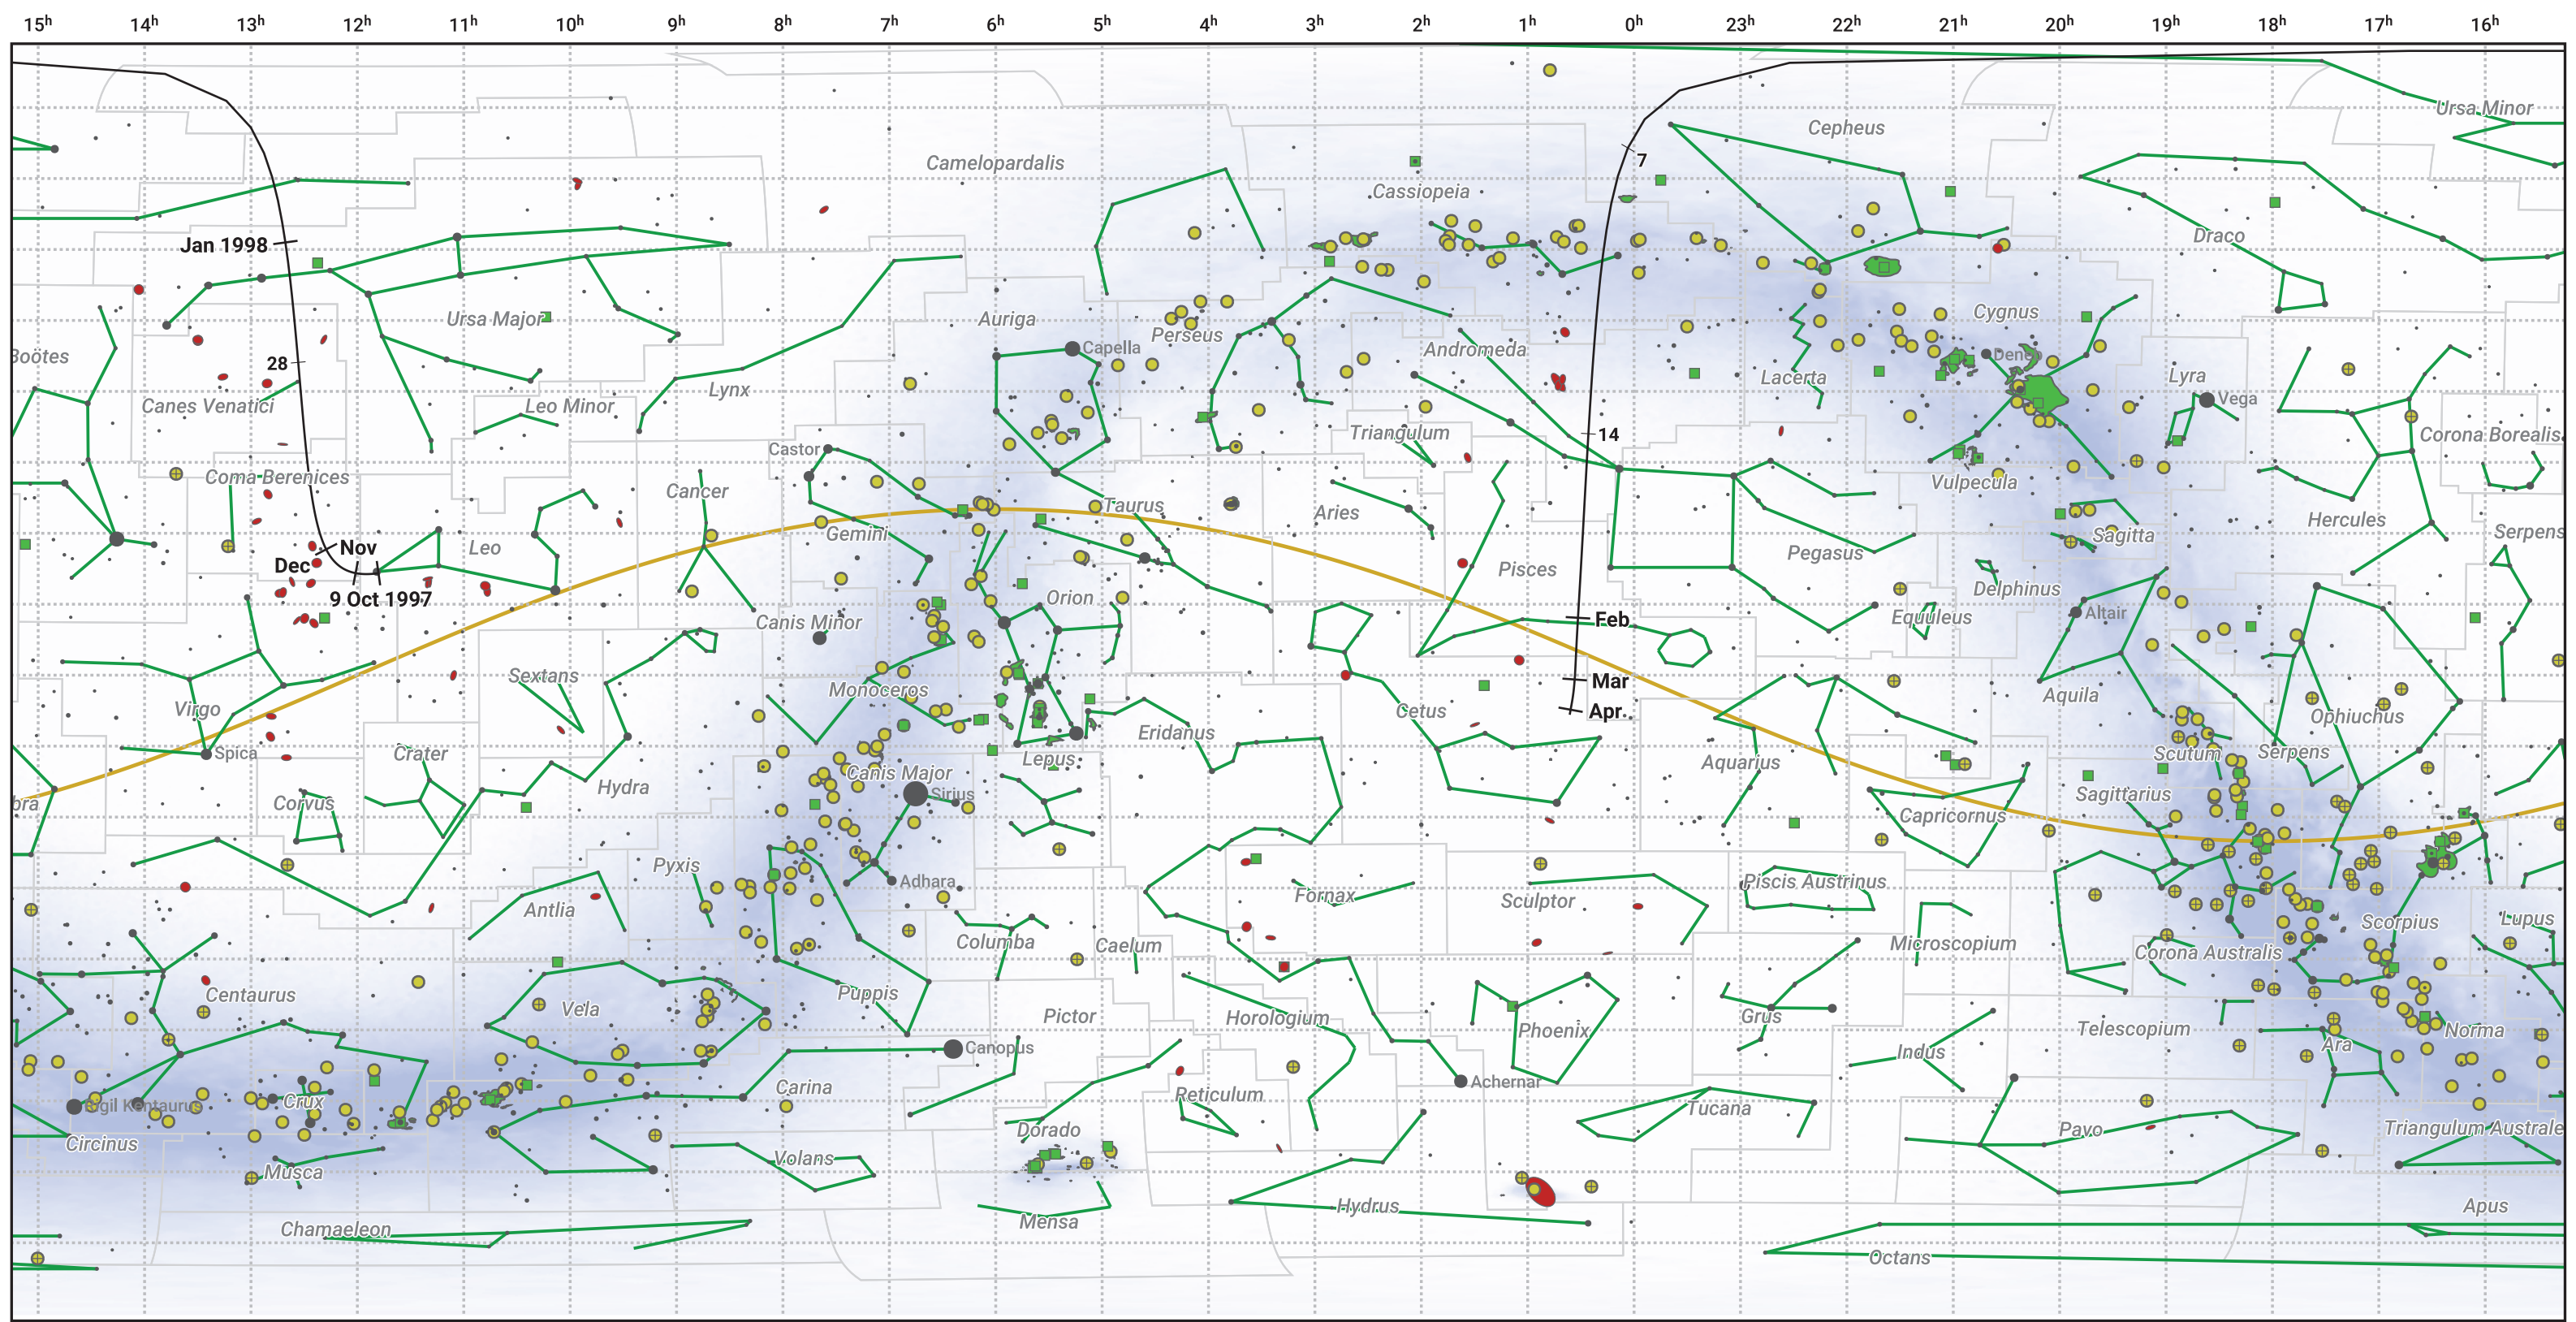 15h 14h 13h 12h 11h 10h 9h 8h 7h 6h 5h 4h 3h 2h 1h 0h 23h 22h 21h 20h 19h 18h 17h 16h
Ursa Minor
Cepheus
7
Camelopardalis
Cassiopeia
Draco
Jan 1998
Cygnus
Ursa Major
Auriga
Perseus
Capella
Andromeda
Boötes
28
Deneb
Lacerta
Lyra
Vega
Lynx
Canes Venatici
Leo Minor
Triangulum
14
Corona Borealis
Castor
Coma Berenices
Cancer
Taurus
Aries
Vulpecula
Hercules
Gemini
Serpens
Sagitta
Nov
Leo
Pegasus
Dec
Pisces
Delphinus
9 Oct 1997
Orion
Canis Minor
Feb
Equuleus
Altair
Sextans
Monoceros
Mar
Aquila
Virgo
Cetus
Apr
Ophiuchus
Eridanus
Spica
Crater
Lepus
Aquarius
Scutum
Serpens
Canis Major
Hydra
Sirius
Sagittarius
Corvus
bra
Capricornus
Pyxis
Adhara
Fornax
Piscis Austrinus
Sculptor
Antlia
Scorpius
Lupus
Columba
Caelum
Microscopium
Corona Australis
Centaurus
Puppis
Vela
Pictor
Horologium
Phoenix
Grus
Telescopium
Norma
Canopus
Ara
Indus
Achernar
Carina
Reticulum
Crux
Rigil Kentaurus
Tucana
Dorado
Pavo
Triangulum Australe
Circinus
Volans
Musca
Hydrus
Apus
Mensa
Chamaeleon
Octans